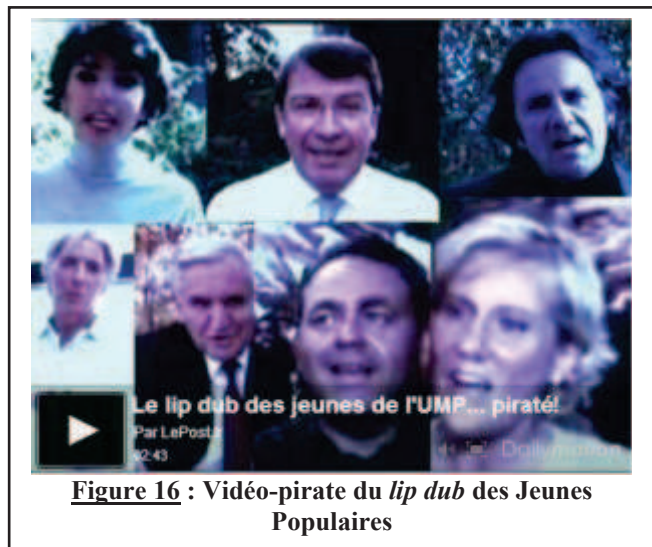 Le lip dub des jeunes de l'UMP... piraté!
Par LePost.fr
02:43
Dailymotion
Figure 16 : Vidéo-pirate du lip dub des Jeunes
Populaires